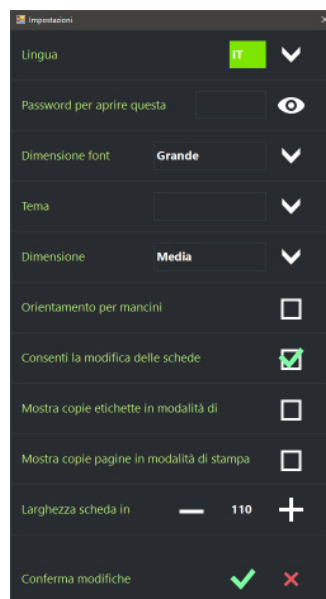 Impostazioni
Lingua IT
Password per aprire questa
Dimensione font Grande
Tema
Dimensione Media
Orientamento per mancini
Consenti la modifica delle schede
Mostra copie etichette in modalità di
Mostra copie pagine in modalità di stampa
Larghezza scheda in 110
Conferma modifiche